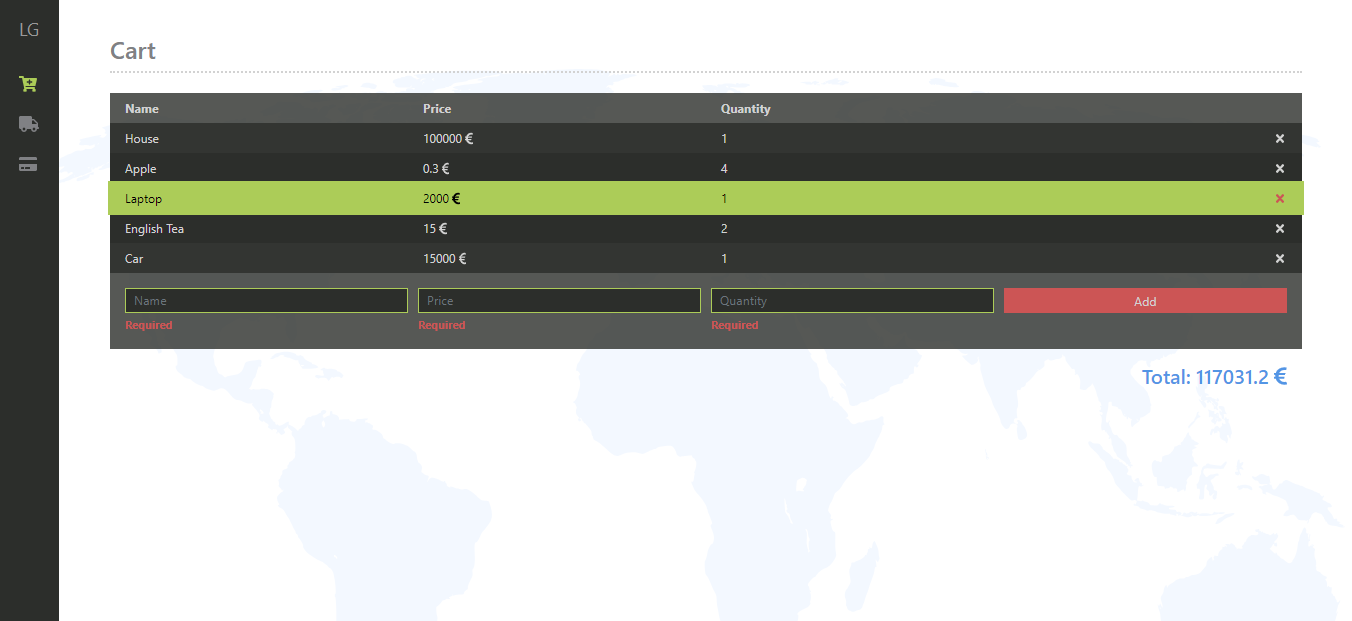 LG
Cart
Name Price Quantity
House 100000 € 1
Apple 0.3 € 4
Laptop 2000 € 1
English Tea 15 € 2
Car 15000 € 1
Name Price Quantity Add
Required Required Required
Total: 117031.2 €